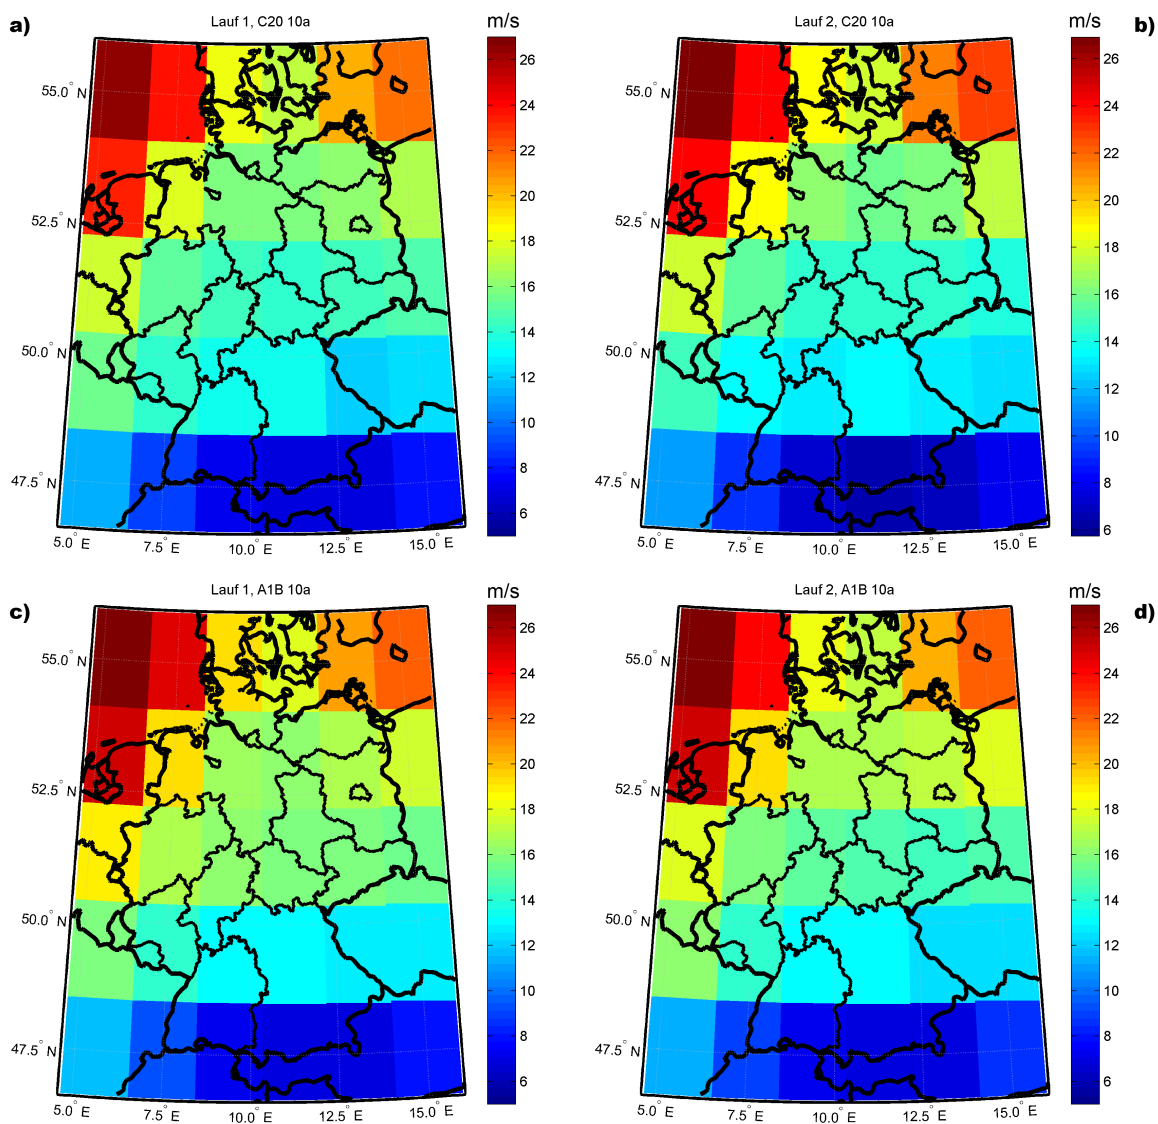 a)
Lauf 1, C20 10a
m/s
55.0° N
52.5° N
50.0° N
47.5° N
5.0° E 7.5° E 10.0° E 12.5° E 15.0° E
26
24
22
20
18
16
14
12
10
8
6
b)
Lauf 2, C20 10a
m/s
55.0° N
52.5° N
50.0° N
47.5° N
5.0° E 7.5° E 10.0° E 12.5° E 15.0° E
26
24
22
20
18
16
14
12
10
8
6
c)
Lauf 1, A1B 10a
m/s
55.0° N
52.5° N
50.0° N
47.5° N
5.0° E 7.5° E 10.0° E 12.5° E 15.0° E
26
24
22
20
18
16
14
12
10
8
6
d)
Lauf 2, A1B 10a
m/s
55.0° N
52.5° N
50.0° N
47.5° N
5.0° E 7.5° E 10.0° E 12.5° E 15.0° E
26
24
22
20
18
16
14
12
10
8
6